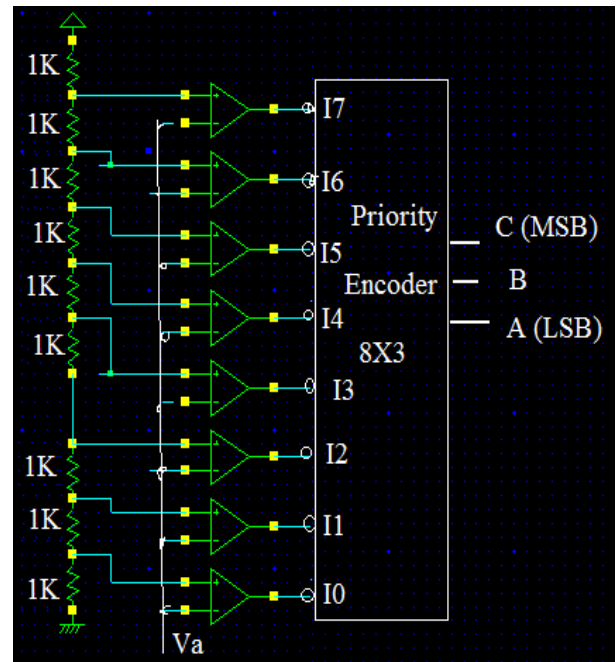 1K
1K
1K
1K
1K
1K
1K
1K
I7
I6
I5
I4
I3
I2
I1
I0
Priority
Encoder
8X3
C (MSB)
B
A (LSB)
Va